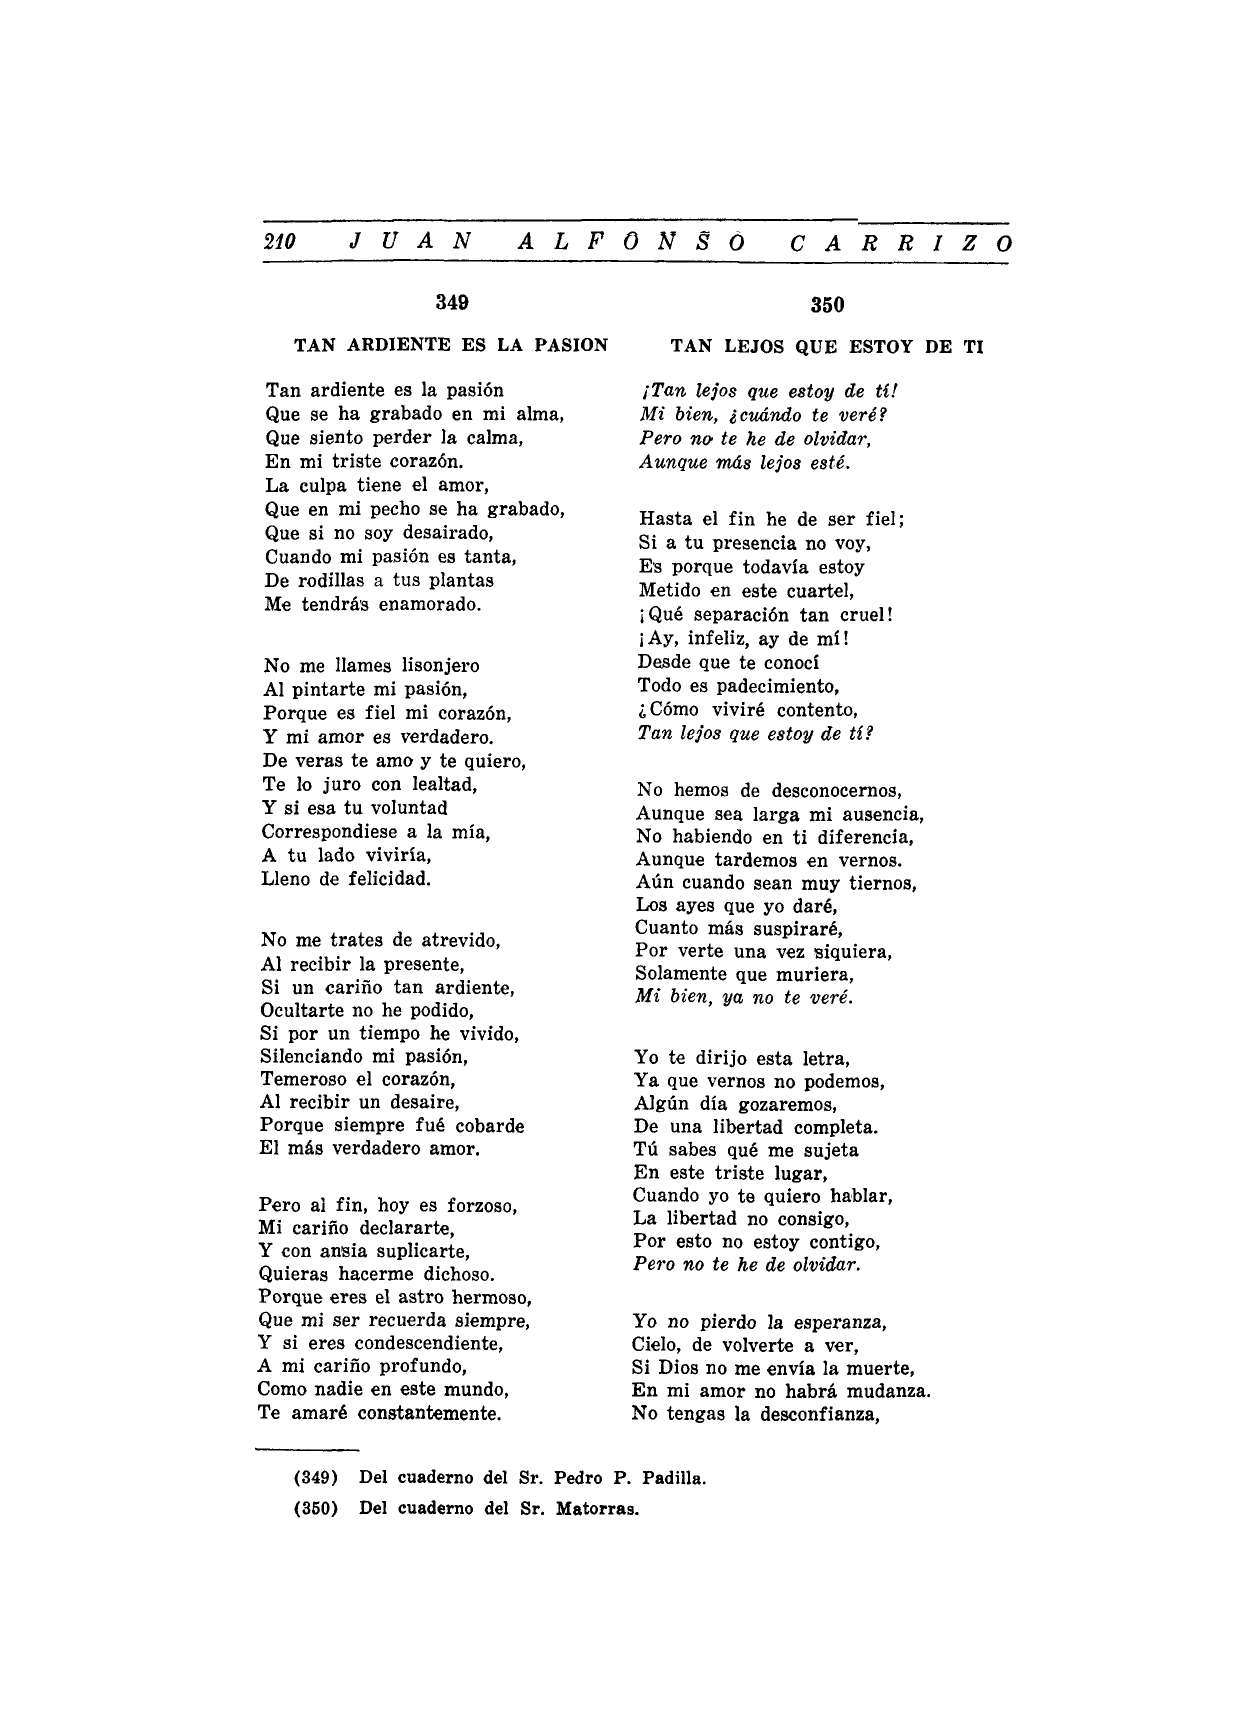 210 JUAN ALFONSO CARRIZO
349
TAN ARDIENTE ES LA PASION
Tan ardiente es la pasión
Que se ha grabado en mi alma,
Que siento perder la calma,
En mi triste corazón.
La culpa tiene el amor,
Que en mi pecho se ha grabado,
Que si no soy desairado,
Cuando mi pasión es tanta,
De rodillas a tus plantas
Me tendrás enamorado.
No me llames lisonjero
Al pintarte mi pasión,
Porque es fiel mi corazón,
Y mi amor es verdadero.
De veras te amo y te quiero,
Te lo juro con lealtad,
Y si esa tu voluntad
Correspondiese a la mía,
A tu lado viviría,
Lleno de felicidad.
No me trates de atrevido,
Al recibir la presente,
Si un cariño tan ardiente,
Ocultarte no he podido,
Si por un tiempo he vivido,
Silenciando mi pasión,
Temeroso el corazón,
Al recibir un desaire,
Porque siempre fué cobarde
El más verdadero amor.
Pero al fin, hoy es forzoso,
Mi cariño declararte,
Y con ansia suplicarte,
Quieras hacerme dichoso.
Porque eres el astro hermoso,
Que mi ser recuerda siempre,
Y si eres condescendiente,
A mi cariño profundo,
Como nadie en este mundo,
Te amaré constantemente.
350
TAN LEJOS QUE ESTOY DE TI
¡Tan lejos que estoy de tí!
Mi bien, ¿cuándo te veré?
Pero no te he de olvidar,
Aunque más lejos esté.
Hasta el fin he de ser fiel;
Si a tu presencia no voy,
Es porque todavía estoy
Metido en este cuartel,
¡Qué separación tan cruel!
¡Ay, infeliz, ay de mí!
Desde que te conocí
Todo es padecimiento,
¿Cómo viviré contento,
Tan lejos que estoy de tí?
No hemos de desconocernos,
Aunque sea larga mi ausencia,
No habiendo en ti diferencia,
Aunque tardemos en vernos.
Aún cuando sean muy tiernos,
Los ayes que yo daré,
Cuanto más suspiraré,
Por verte una vez siquiera,
Solamente que muriera,
Mi bien, ya no te veré.
Yo te dirijo esta letra,
Ya que vernos no podemos,
Algún día gozaremos,
De una libertad completa.
Tú sabes qué me sujeta
En este triste lugar,
Cuando yo te quiero hablar,
La libertad no consigo,
Por esto no estoy contigo,
Pero no te he de olvidar.
Yo no pierdo la esperanza,
Cielo, de volverte a ver,
Si Dios no me envía la muerte,
En mi amor no habrá mudanza.
No tengas la desconfianza,
(349) Del cuaderno del Sr. Pedro P. Padilla.
(350) Del cuaderno del Sr. Matorras.